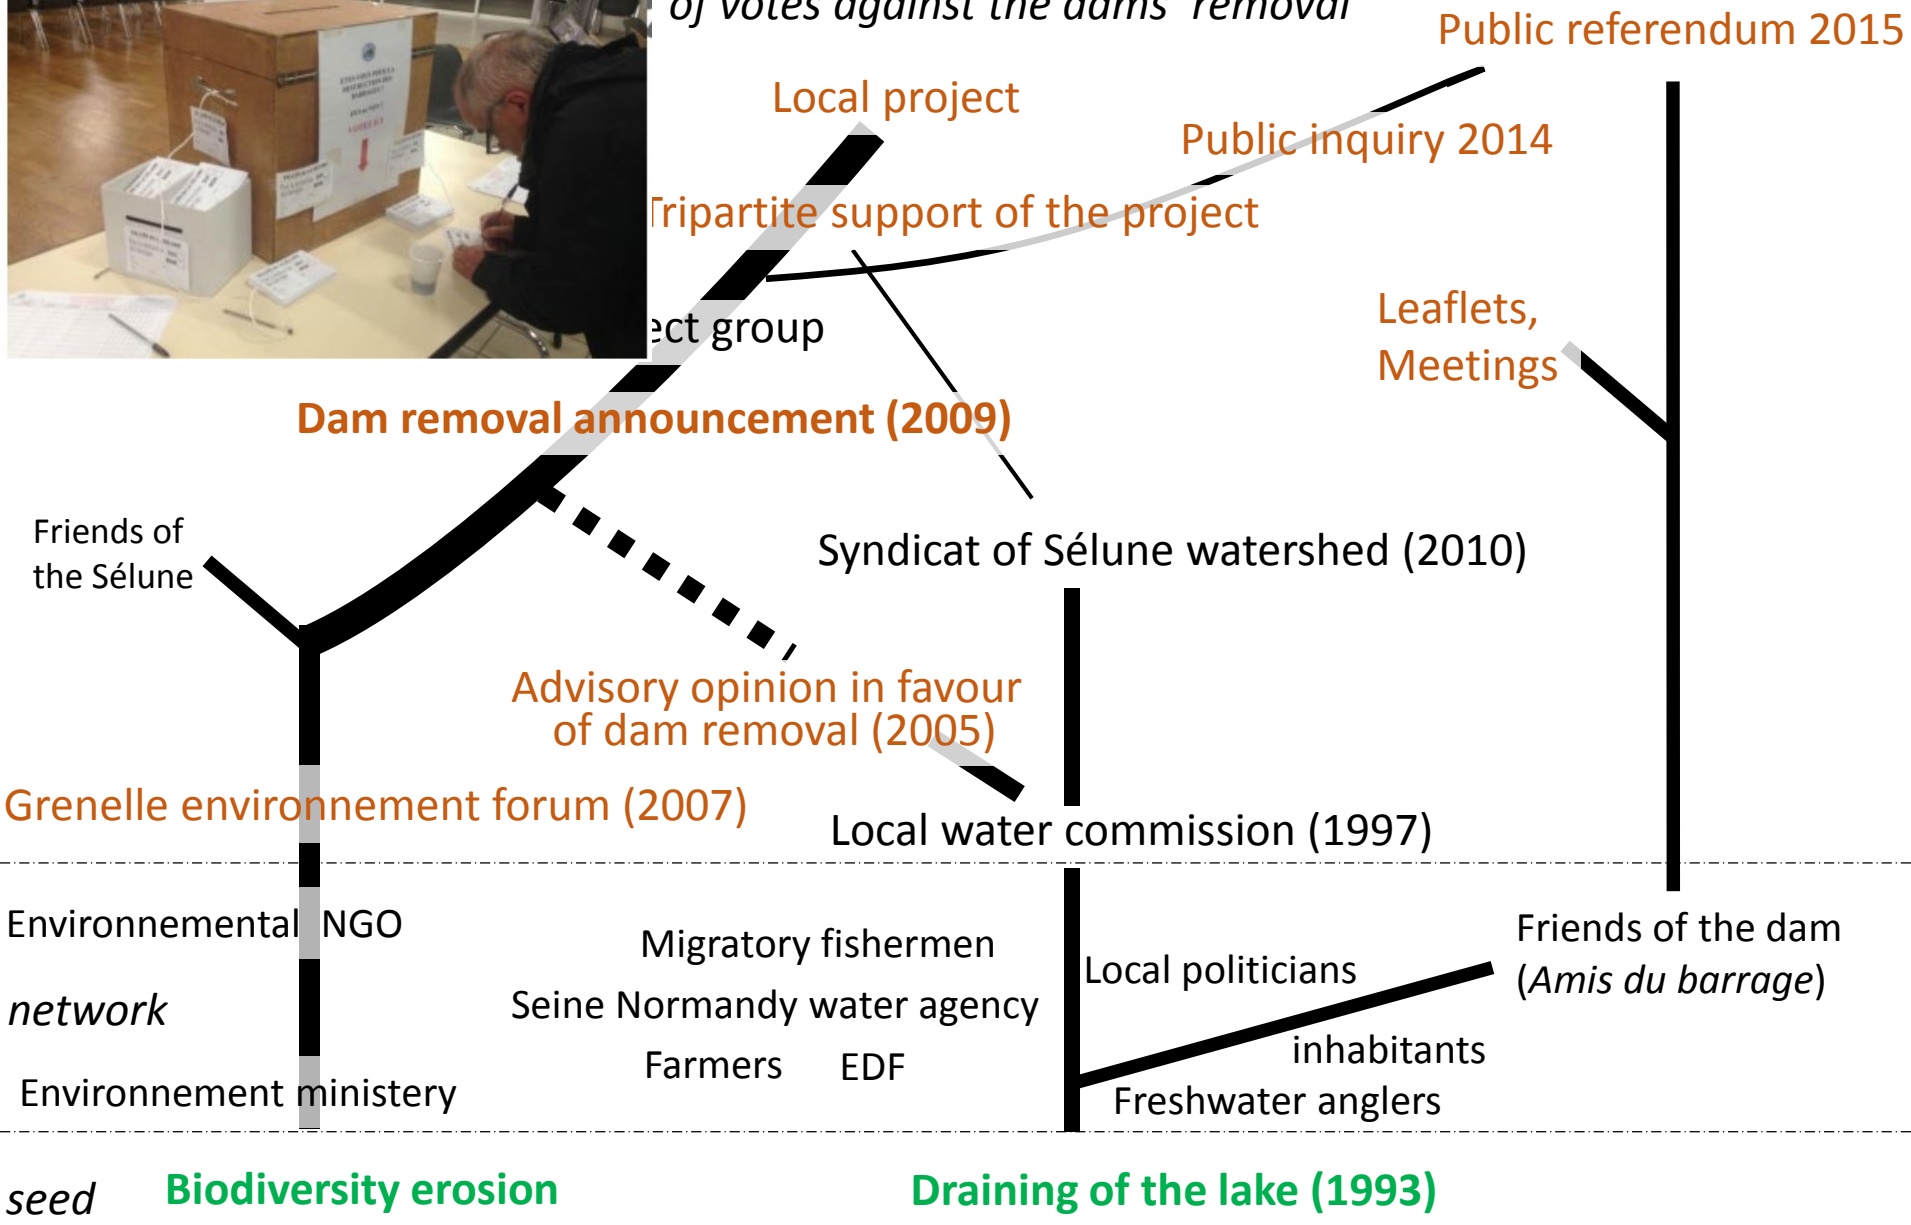 of votes against the dams' removal
Public referendum 2015
Local project
Public inquiry 2014
Tripartite support of the project
Leaflets,
Meetings
group
Dam removal announcement (2009)
Friends of
the Sélune
Syndicat of Sélune watershed (2010)
Advisory opinion in favour
of dam removal (2005)
Grenelle environnement forum (2007)
Local water commission (1997)
Environnemental NGO
Migratory fishermen
Local politicians
Friends of the dam
(Amis du barrage)
network
Seine Normandy water agency
inhabitants
Farmers EDF
Environnement ministery
Freshwater anglers
seed
Biodiversity erosion
Draining of the lake (1993)